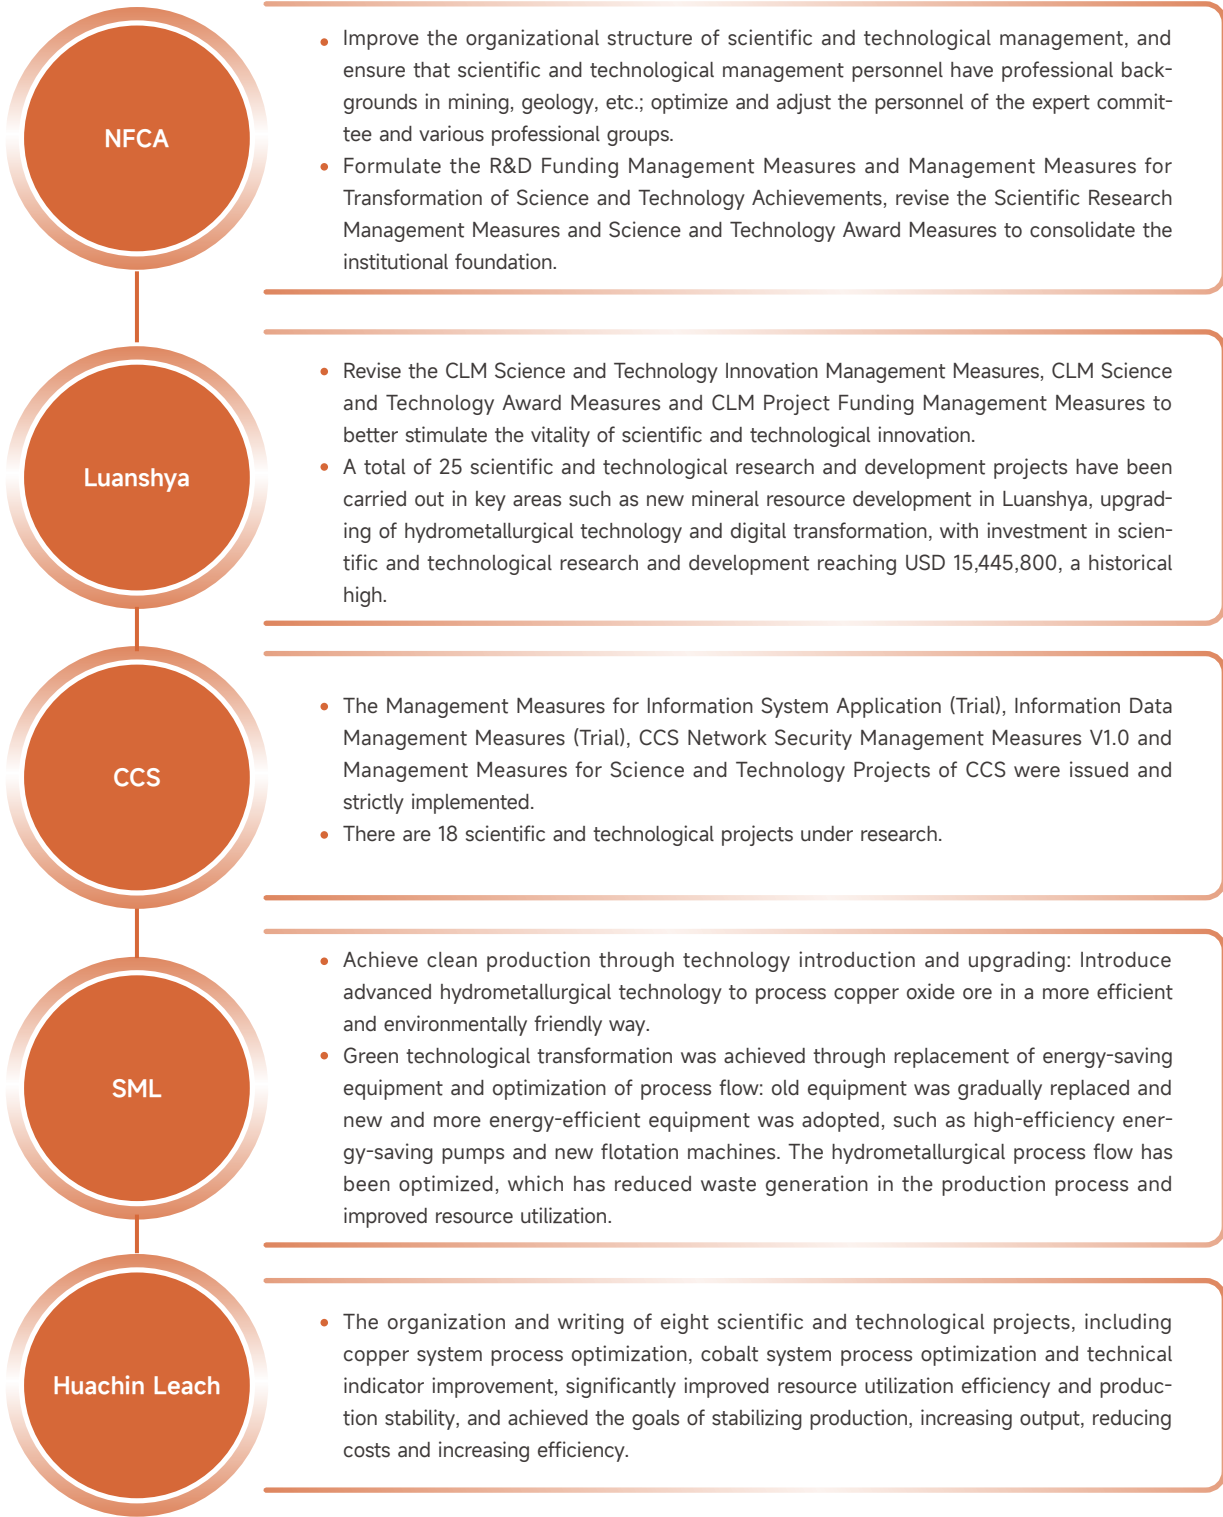 NFCA
• Improve the organizational structure of scientific and technological management, and
ensure that scientific and technological management personnel have professional back-
grounds in mining, geology, etc.; optimize and adjust the personnel of the expert commit-
tee and various professional groups.
• Formulate the R&D Funding Management Measures and Management Measures for
Transformation of Science and Technology Achievements, revise the Scientific Research
Management Measures and Science and Technology Award Measures to consolidate the
institutional foundation.
Luanshya
• Revise the CLM Science and Technology Innovation Management Measures, CLM Science
and Technology Award Measures and CLM Project Funding Management Measures to
better stimulate the vitality of scientific and technological innovation.
• A total of 25 scientific and technological research and development projects have been
carried out in key areas such as new mineral resource development in Luanshya, upgrad-
ing of hydrometallurgical technology and digital transformation, with investment in scien-
tific and technological research and development reaching USD 15,445,800, a historical
high.
CCS
• The Management Measures for Information System Application (Trial), Information Data
Management Measures (Trial), CCS Network Security Management Measures V1.0 and
Management Measures for Science and Technology Projects of CCS were issued and
strictly implemented.
• There are 18 scientific and technological projects under research.
SML
• Achieve clean production through technology introduction and upgrading: Introduce
advanced hydrometallurgical technology to process copper oxide ore in a more efficient
and environmentally friendly way.
• Green technological transformation was achieved through replacement of energy-saving
equipment and optimization of process flow: old equipment was gradually replaced and
new and more energy-efficient equipment was adopted, such as high-efficiency ener-
gy-saving pumps and new flotation machines. The hydrometallurgical process flow has
been optimized, which has reduced waste generation in the production process and
improved resource utilization.
Huachin Leach
• The organization and writing of eight scientific and technological projects, including
copper system process optimization, cobalt system process optimization and technical
indicator improvement, significantly improved resource utilization efficiency and produc-
tion stability, and achieved the goals of stabilizing production, increasing output, reducing
costs and increasing efficiency.